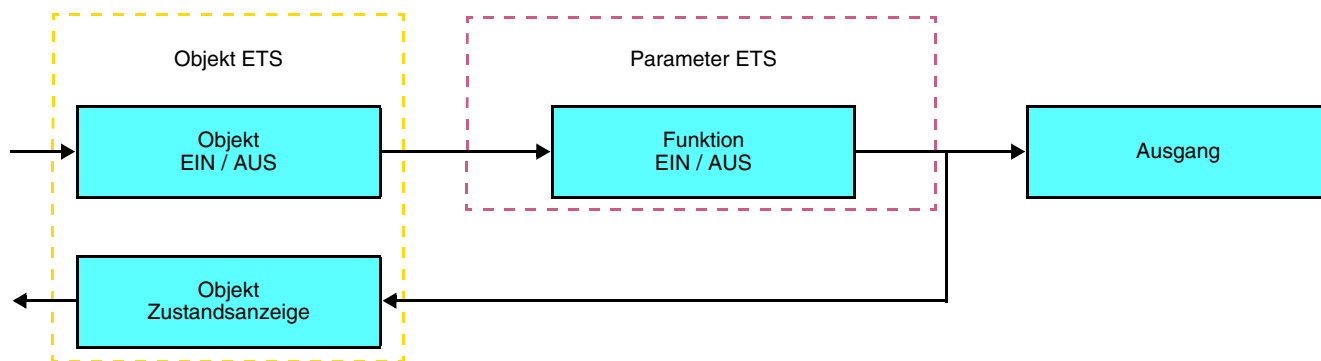 Objekt ETS
Parameter ETS
Objekt
EIN / AUS
Funktion
EIN / AUS
Ausgang
Objekt
Zustandsanzeige